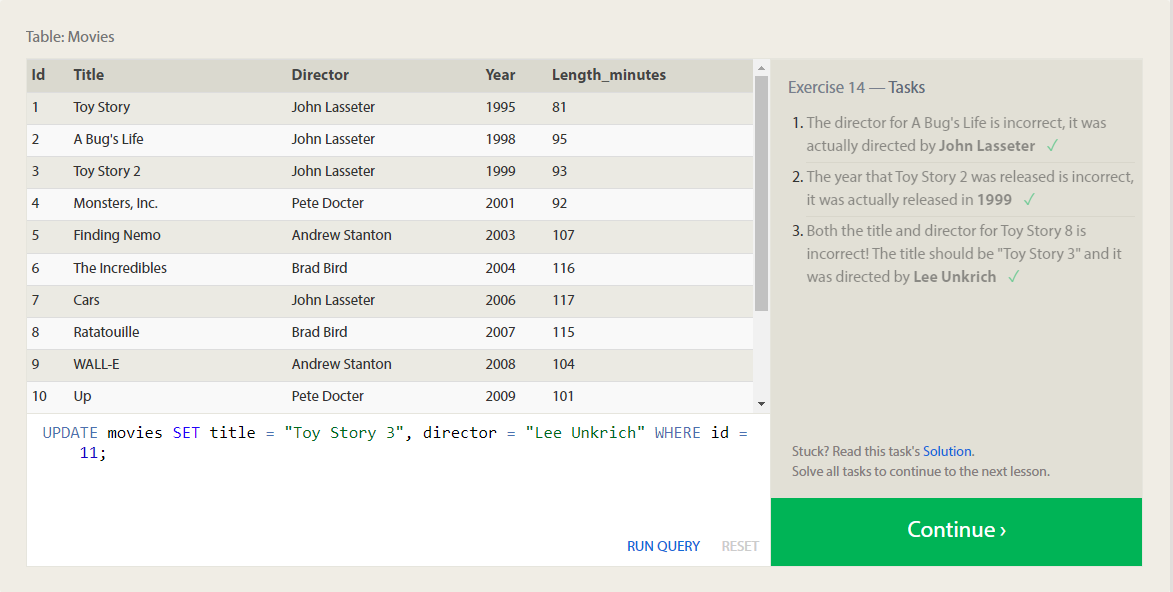 Table: Movies
Id Title Director Year Length_minutes
1 Toy Story John Lasseter 1995 81
2 A Bug's Life John Lasseter 1998 95
3 Toy Story 2 John Lasseter 1999 93
4 Monsters, Inc. Pete Docter 2001 92
5 Finding Nemo Andrew Stanton 2003 107
6 The Incredibles Brad Bird 2004 116
7 Cars John Lasseter 2006 117
8 Ratatouille Brad Bird 2007 115
9 WALL-E Andrew Stanton 2008 104
10 Up Pete Docter 2009 101
UPDATE movies SET title = "Toy Story 3", director = "Lee Unkrich" WHERE id =
11;
RUN QUERY RESET
Exercise 14 — Tasks
1. The director for A Bug's Life is incorrect, it was
actually directed by John Lasseter ✓
2. The year that Toy Story 2 was released is incorrect,
it was actually released in 1999 ✓
3. Both the title and director for Toy Story 8 is
incorrect! The title should be "Toy Story 3" and it
was directed by Lee Unkrich ✓
Stuck? Read this task's Solution.
Solve all tasks to continue to the next lesson.
Continue ›